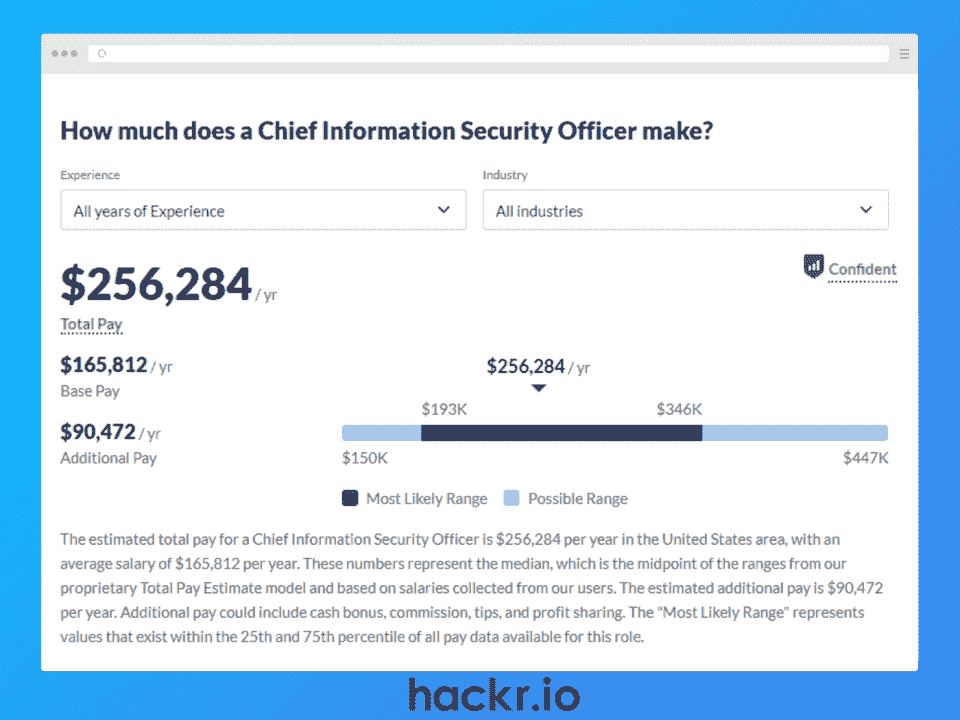 How much does a Chief Information Security Officer make?
Experience
Industry
All years of Experience
All industries
$256,284 / yr
Confident
Total Pay
$165,812 / yr
Base Pay
$90,472 / yr
Additional Pay
$256,284 / yr
$193K
$346K
$150K
$447K
Most Likely Range
Possible Range
The estimated total pay for a Chief Information Security Officer is $256,284 per year in the United States area, with an
average salary of $165,812 per year. These numbers represent the median, which is the midpoint of the ranges from our
proprietary Total Pay Estimate model and based on salaries collected from our users. The estimated additional pay is $90,472
per year. Additional pay could include cash bonus, commission, tips, and profit sharing. The "Most Likely Range" represents
values that exist within the 25th and 75th percentile of all pay data available for this role.
hackr.io